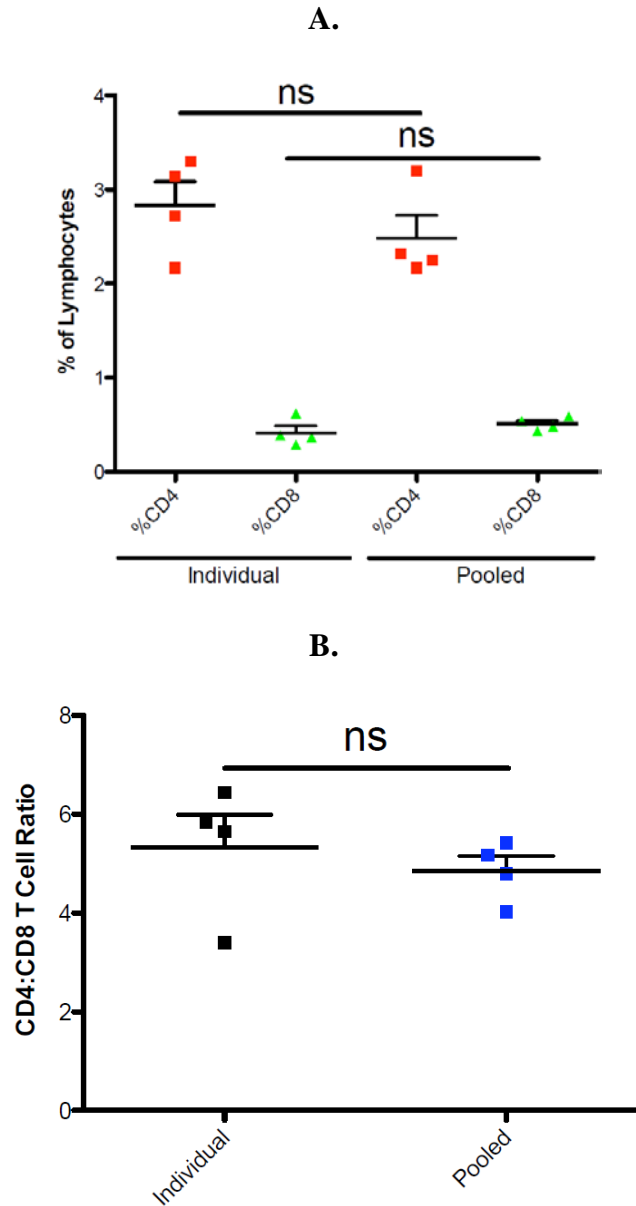 A.
ns
ns
4
3
2
1
0
% of Lymphocytes
%CD4
%CD8
%CD4
%CD8
Individual
Pooled
B.
ns
8
6
4
2
0
CD4:CD8 T Cell Ratio
Individual
Pooled